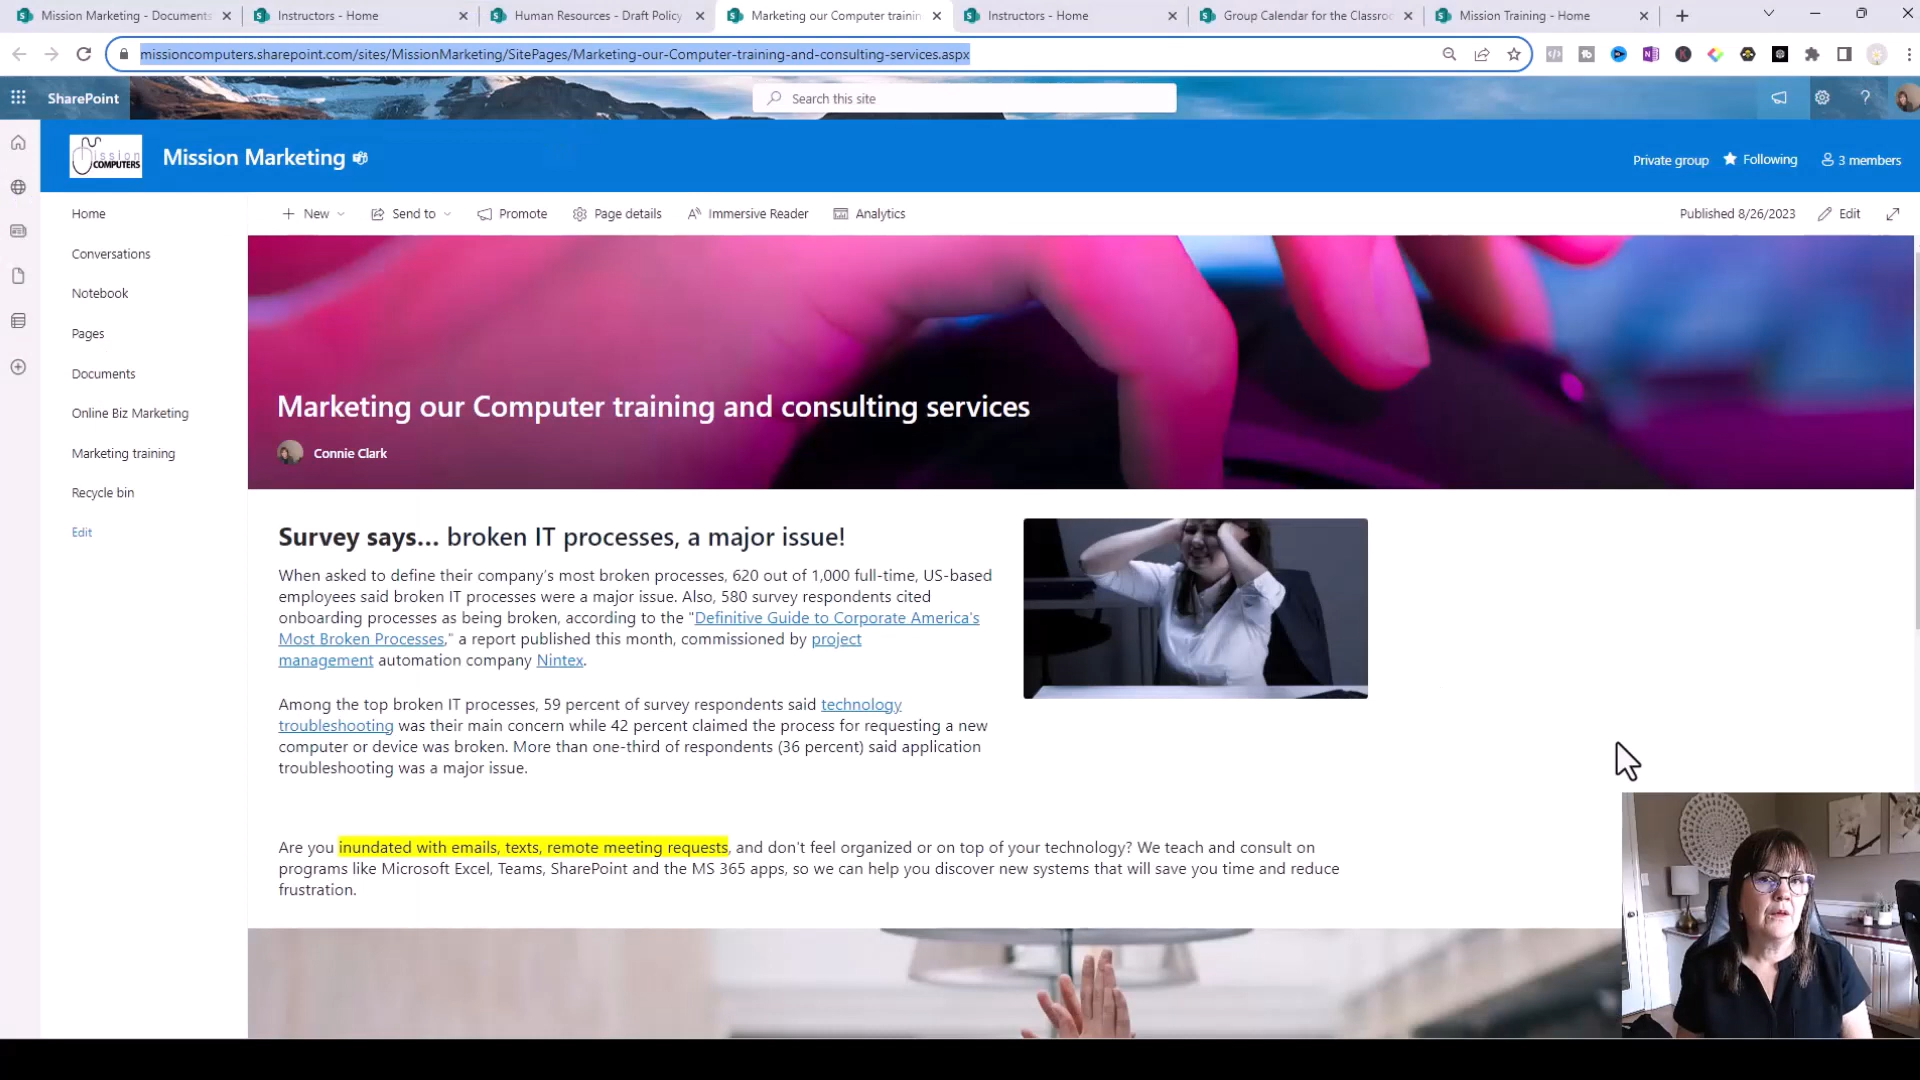 Mission Marketing - Documents
Instructors - Home
Human Resources - Draft Policy
Marketing our Computer trainin
Instructors - Home
Group Calendar for the Classroo
Mission Training - Home
missioncomputers.sharepoint.com/sites/MissionMarketing/SitePages/Marketing-our-Computer-training-and-consulting-services.aspx
SharePoint
Search this site
Mission COMPUTERS
Mission Marketing
Private group
Following
3 members
New
Send to
Promote
Page details
Immersive Reader
Analytics
Published 8/26/2023
Edit
Home
Conversations
Notebook
Pages
Documents
Online Biz Marketing
Marketing training
Recycle bin
Edit
Marketing our Computer training and consulting services
Connie Clark
Survey says... broken IT processes, a major issue!
When asked to define their company's most broken processes, 620 out of 1,000 full-time, US-based
employees said broken IT processes were a major issue. Also, 580 survey respondents cited
onboarding processes as being broken, according to the "Definitive Guide to Corporate America's
Most Broken Processes," a report published this month, commissioned by project
management automation company Nintex.
Among the top broken IT processes, 59 percent of survey respondents said technology
troubleshooting was their main concern while 42 percent claimed the process for requesting a new
computer or device was broken. More than one-third of respondents (36 percent) said application
troubleshooting was a major issue.
Are you inundated with emails, texts, remote meeting requests, and don't feel organized or on top of your technology? We teach and consult on
programs like Microsoft Excel, Teams, SharePoint and the MS 365 apps, so we can help you discover new systems that will save you time and reduce
frustration.